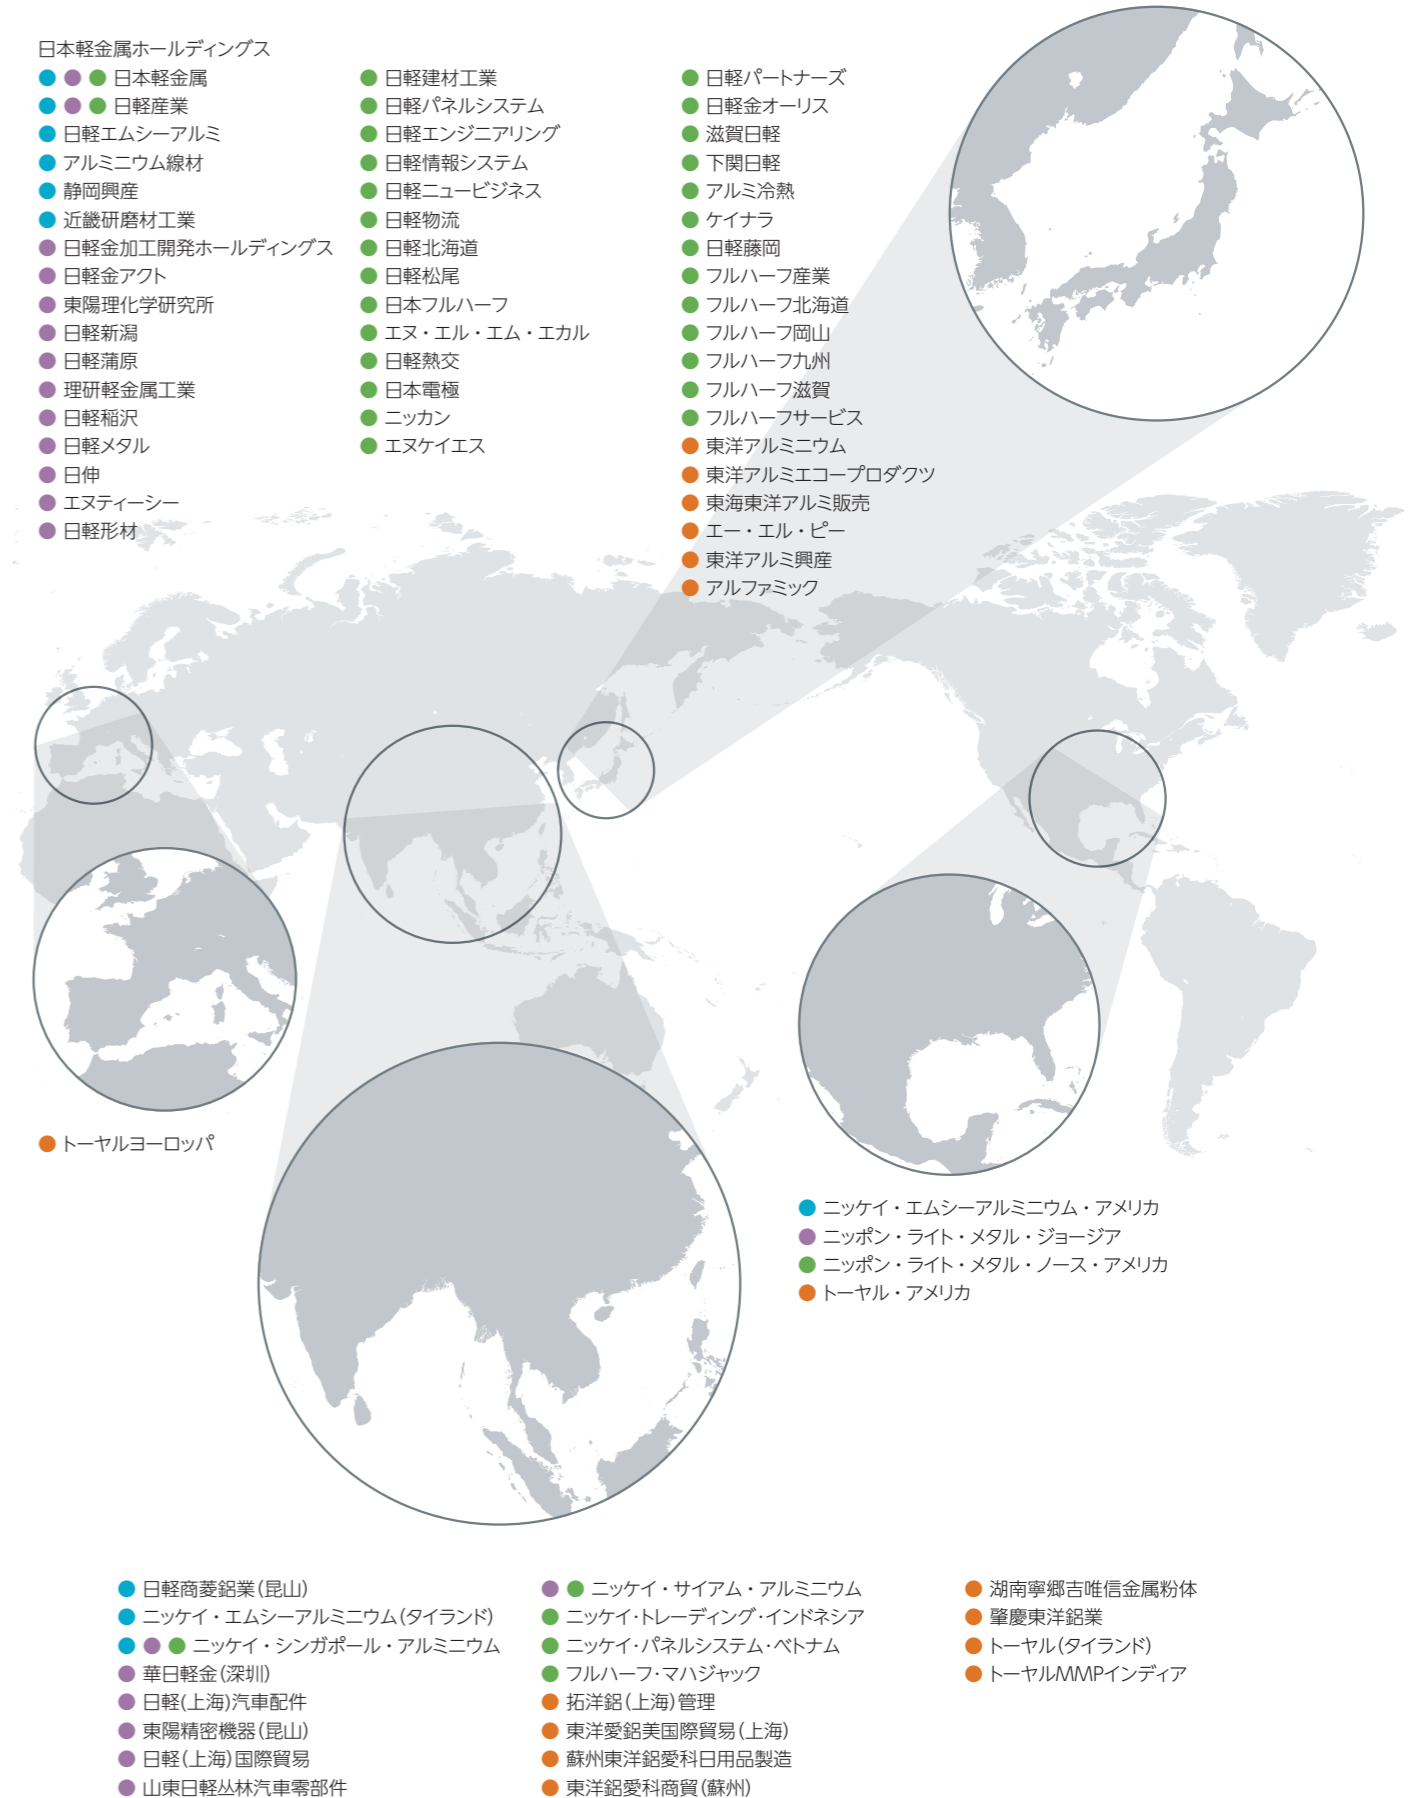 日本軽金属ホールディングス
日本軽金属
日軽産業
日軽エムシーアルミ
アルミニウム線材
静岡興産
近畿研磨材工業
日軽金加工開発ホールディングス
日軽金アクト
東陽理化学研究所
日軽新潟
日軽蒲原
理研軽金属工業
日軽稲沢
日軽メタル
日伸
エヌティーシー
日軽形材
日軽建材工業
日軽パネルシステム
日軽エンジニアリング
日軽情報システム
日軽ニュービジネス
日軽物流
日軽北海道
日軽松尾
日本フルハーフ
エヌ・エル・エム・エカル
日軽熱交
日本電極
ニッカン
エヌケイエス
日軽パートナーズ
日軽金オーリス
滋賀日軽
下関日軽
アルミ冷熱
ケイナラ
日軽藤岡
フルハーフ産業
フルハーフ北海道
フルハーフ岡山
フルハーフ九州
フルハーフ滋賀
フルハーフサービス
東洋アルミニウム
東洋アルミエコープロダクツ
東海東洋アルミ販売
エー・エル・ピー
東洋アルミ興産
アルファミック
トーヤルヨーロッパ
ニッケイ・エムシーアルミニウム・アメリカ
ニッポン・ライト・メタル・ジョージア
ニッポン・ライト・メタル・ノース・アメリカ
トーヤル・アメリカ
日軽商菱鋁業(昆山)
ニッケイ・エムシーアルミニウム(タイランド)
ニッケイ・シンガポール・アルミニウム
華日軽金(深圳)
日軽(上海)汽車配件
東陽精密機器(昆山)
日軽(上海)国際貿易
山東日軽丛林汽車零部件
ニッケイ・サイアム・アルミニウム
ニッケイ・トレーディング・インドネシア
ニッケイ・パネルシステム・ベトナム
フルハーフ・マハジャック
拓洋鋁(上海)管理
東洋愛鋁美国際貿易(上海)
蘇州東洋鋁愛科日用品製造
東洋鋁愛科商貿(蘇州)
湖南寧郷吉唯信金属粉体
肇慶東洋鋁業
トーヤル(タイランド)
トーヤルMMPインディア